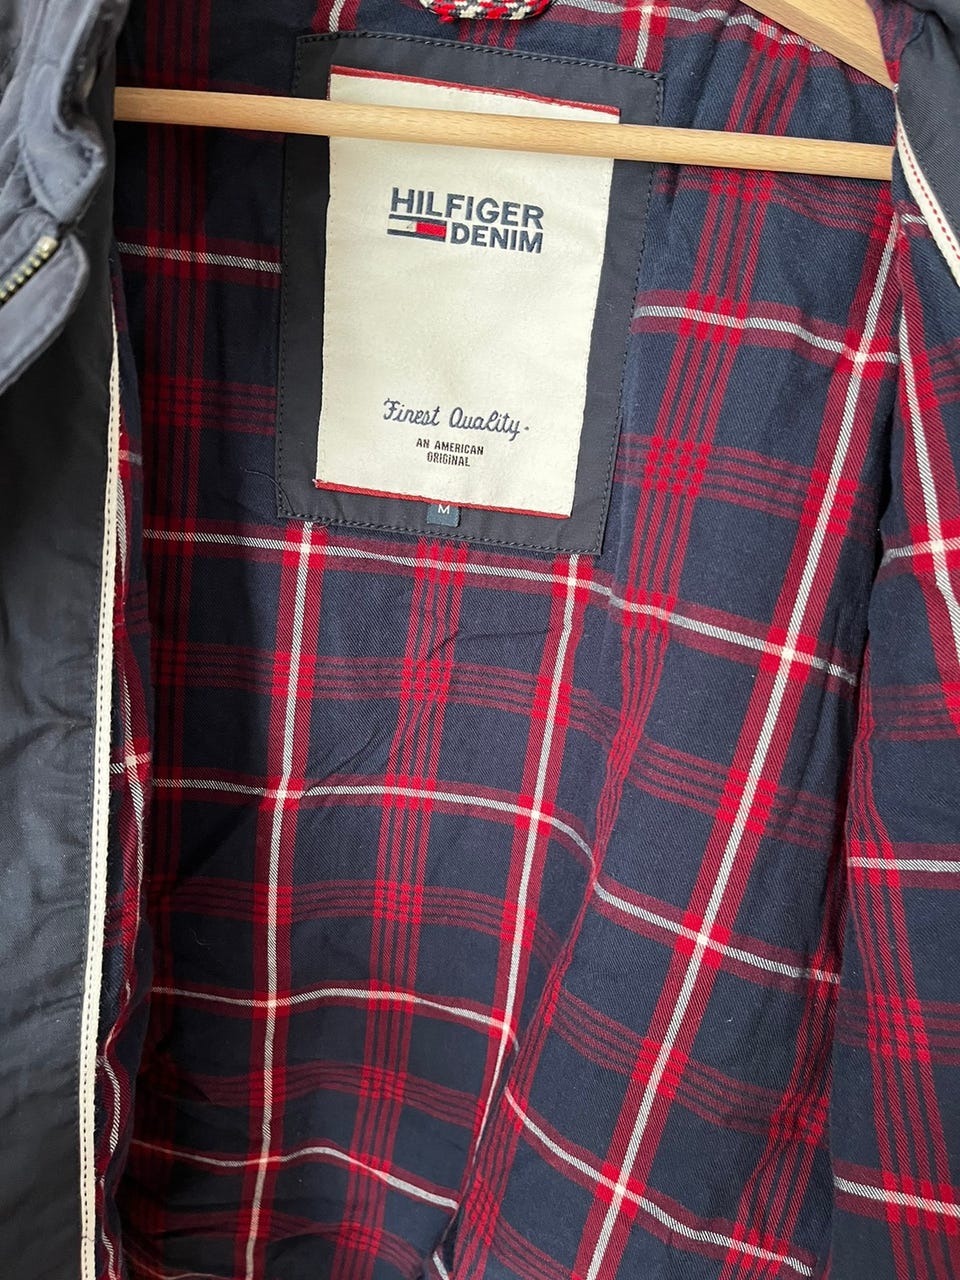 HILFIGER
DENIM
Finest Quality.
AN AMERICAN
ORIGINAL
M